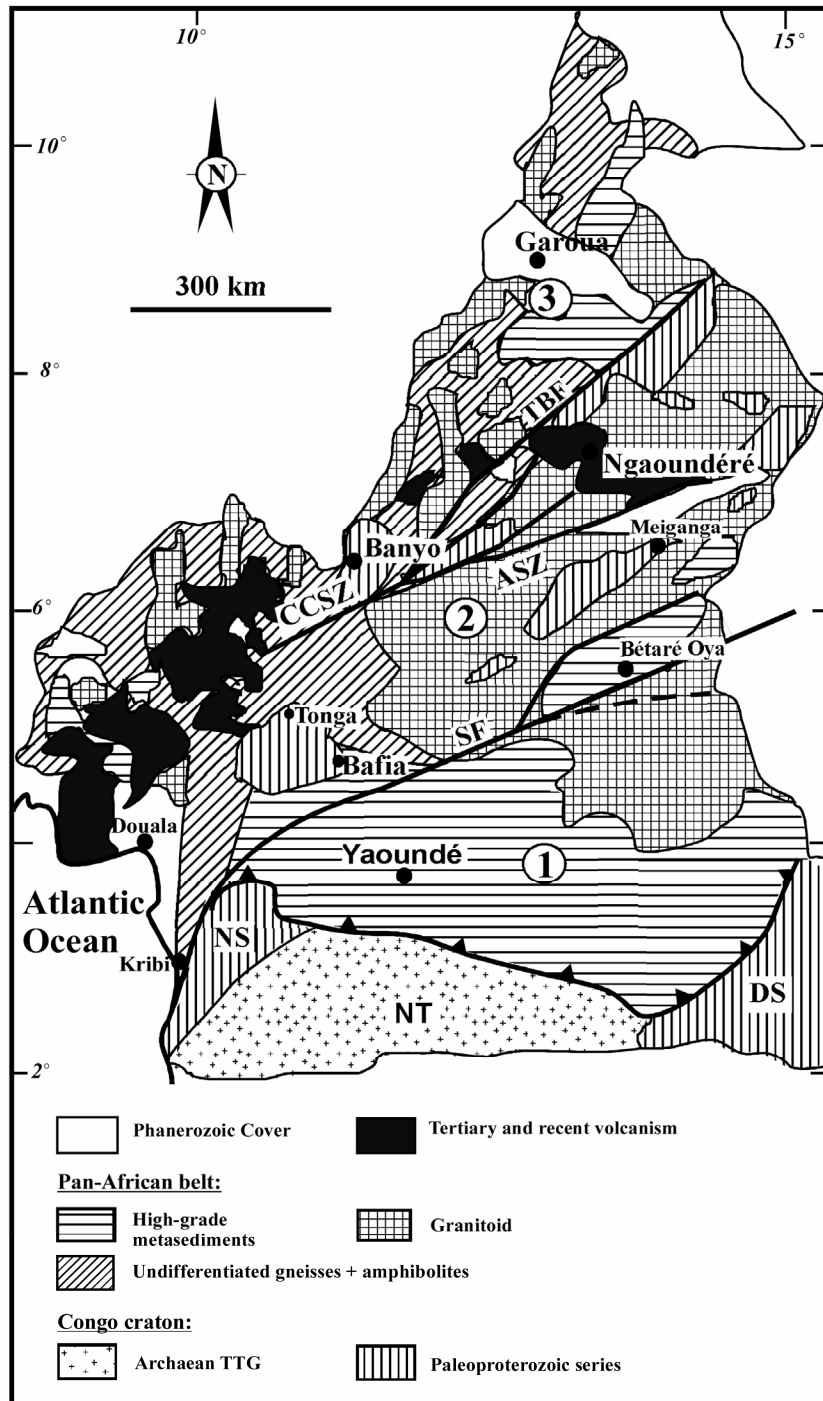 10°
15°
10°
N
Garoua
300 km
3
8°
TBF
Ngaoundéré
Meiganga
Banyo
ASZ
CCSZ
6°
2
Bétaré Oya
Tonga
SF
Bafia
Douala
1
Yaoundé
Atlantic
Ocean
NS
Kribi
DS
NT
2°
Phanerozoic Cover
Tertiary and recent volcanism
Pan-African belt:
High-grade
metasediments
Granitoid
Undifferentiated gneisses + amphibolites
Congo craton:
Archaean TTG
Paleoproterozoic series